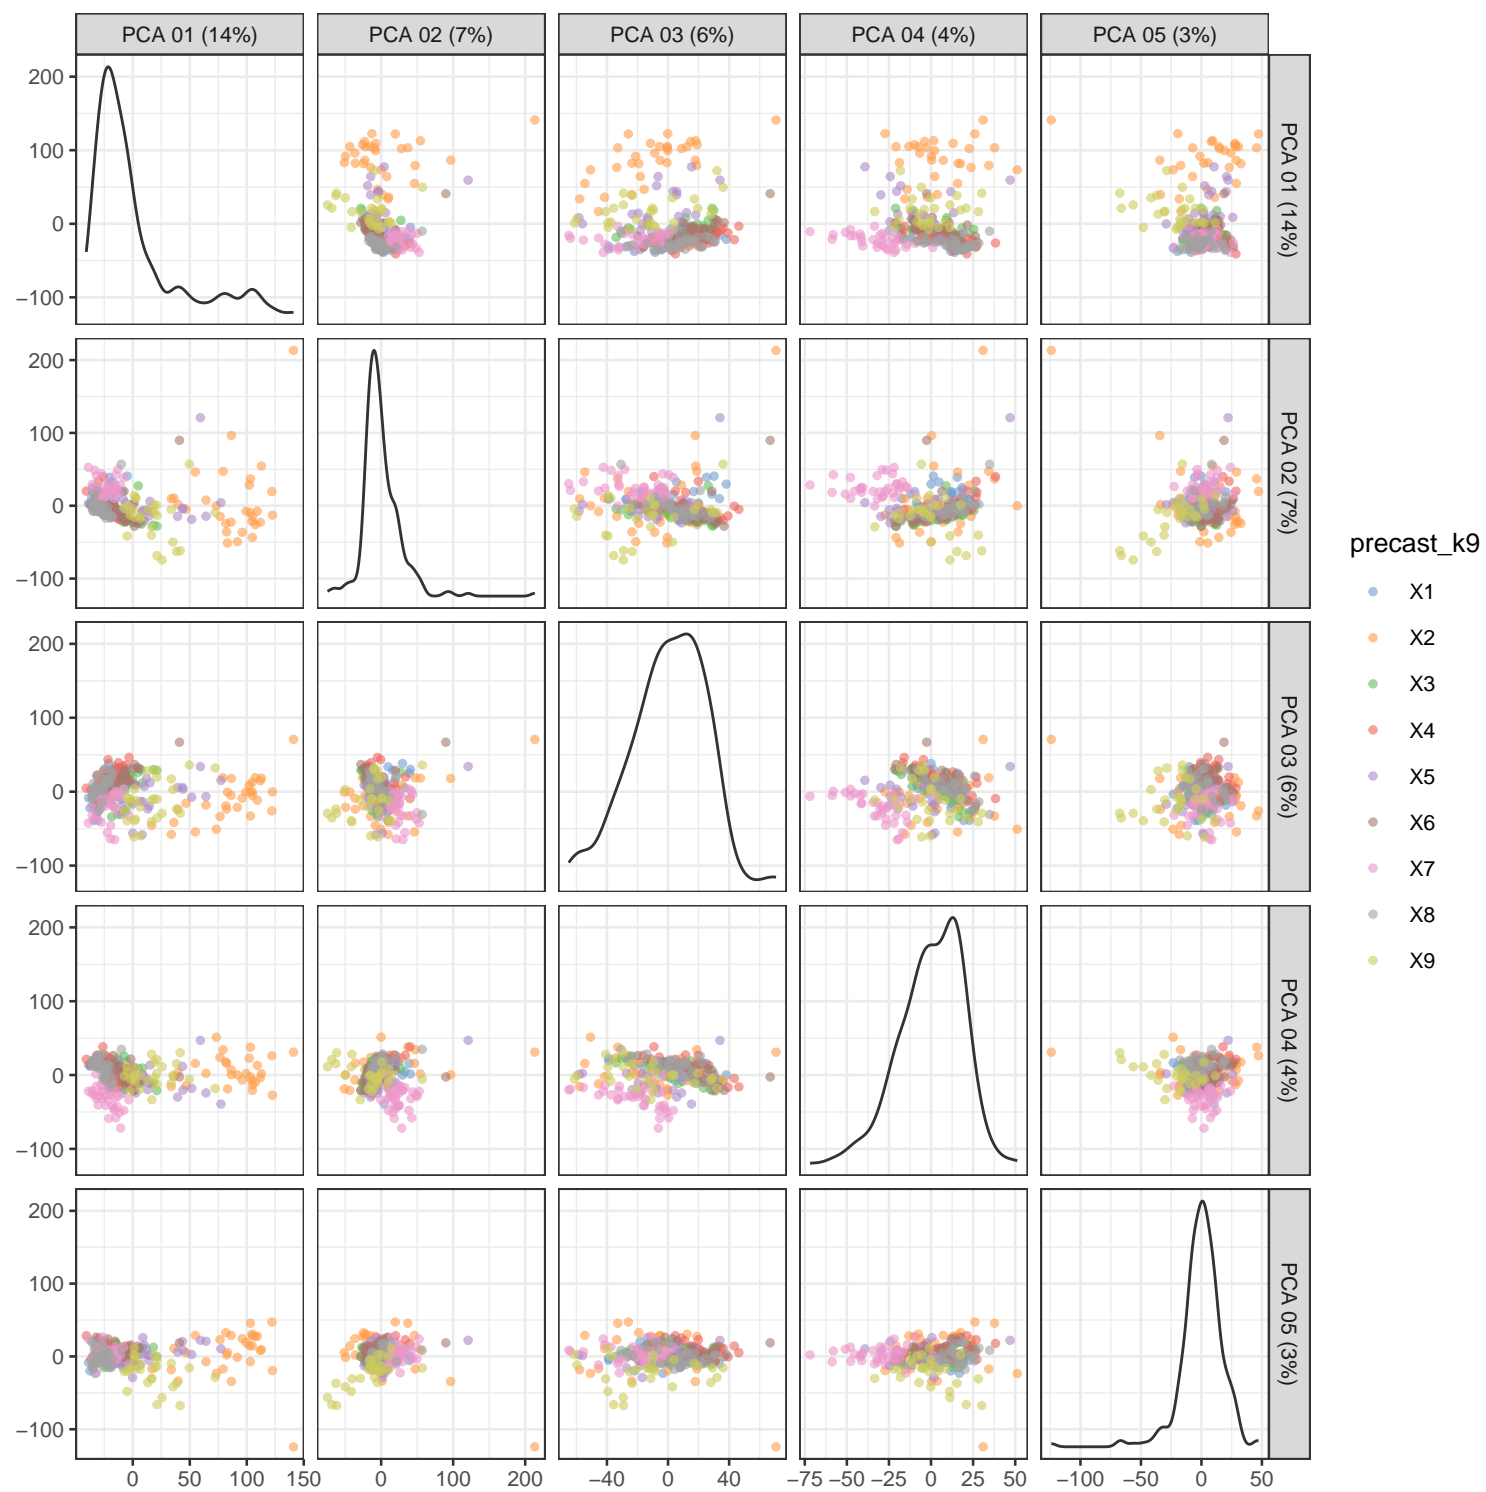 PCA 01 (14%)
PCA 02 (7%)
PCA 03 (6%)
PCA 04 (4%)
PCA 05 (3%)
200
100
0
−100
PCA 01 (14%)
200
100
0
−100
PCA 02 (7%)
200
100
0
−100
PCA 03 (6%)
200
100
0
−100
PCA 04 (4%)
200
100
0
−100
PCA 05 (3%)
0 50 100 150
0 100 200
−40 0 40
−75 −50 −25 0 25 50
−100 −50 0 50
precast_k9
X1
X2
X3
X4
X5
X6
X7
X8
X9